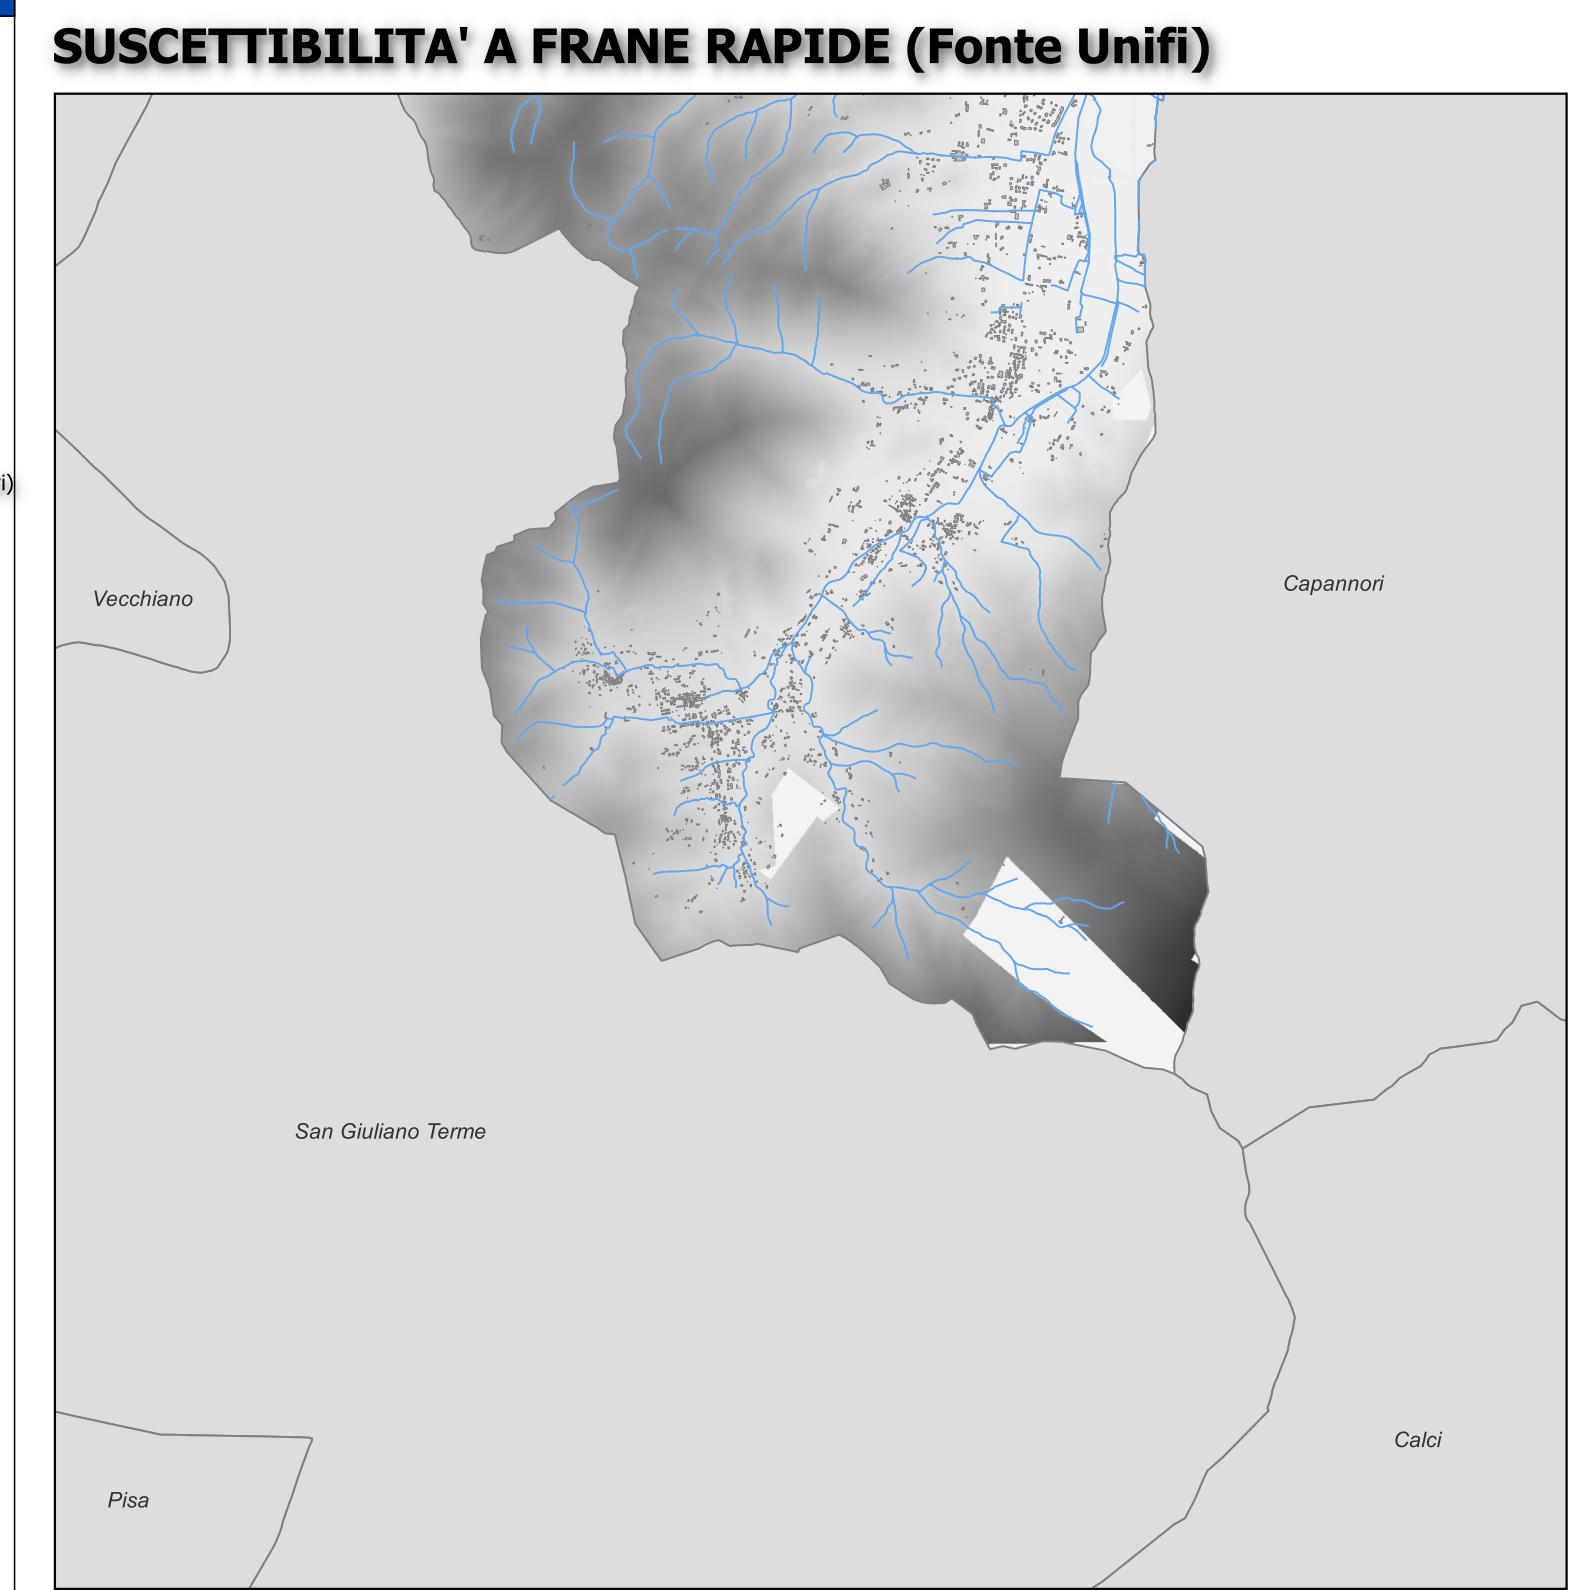 SUSCETTIBILITA' A FRANE RAPIDE (Fonte Unifi)
i)
Capannori
Vecchiano
San Giuliano Terme
Calci
Pisa